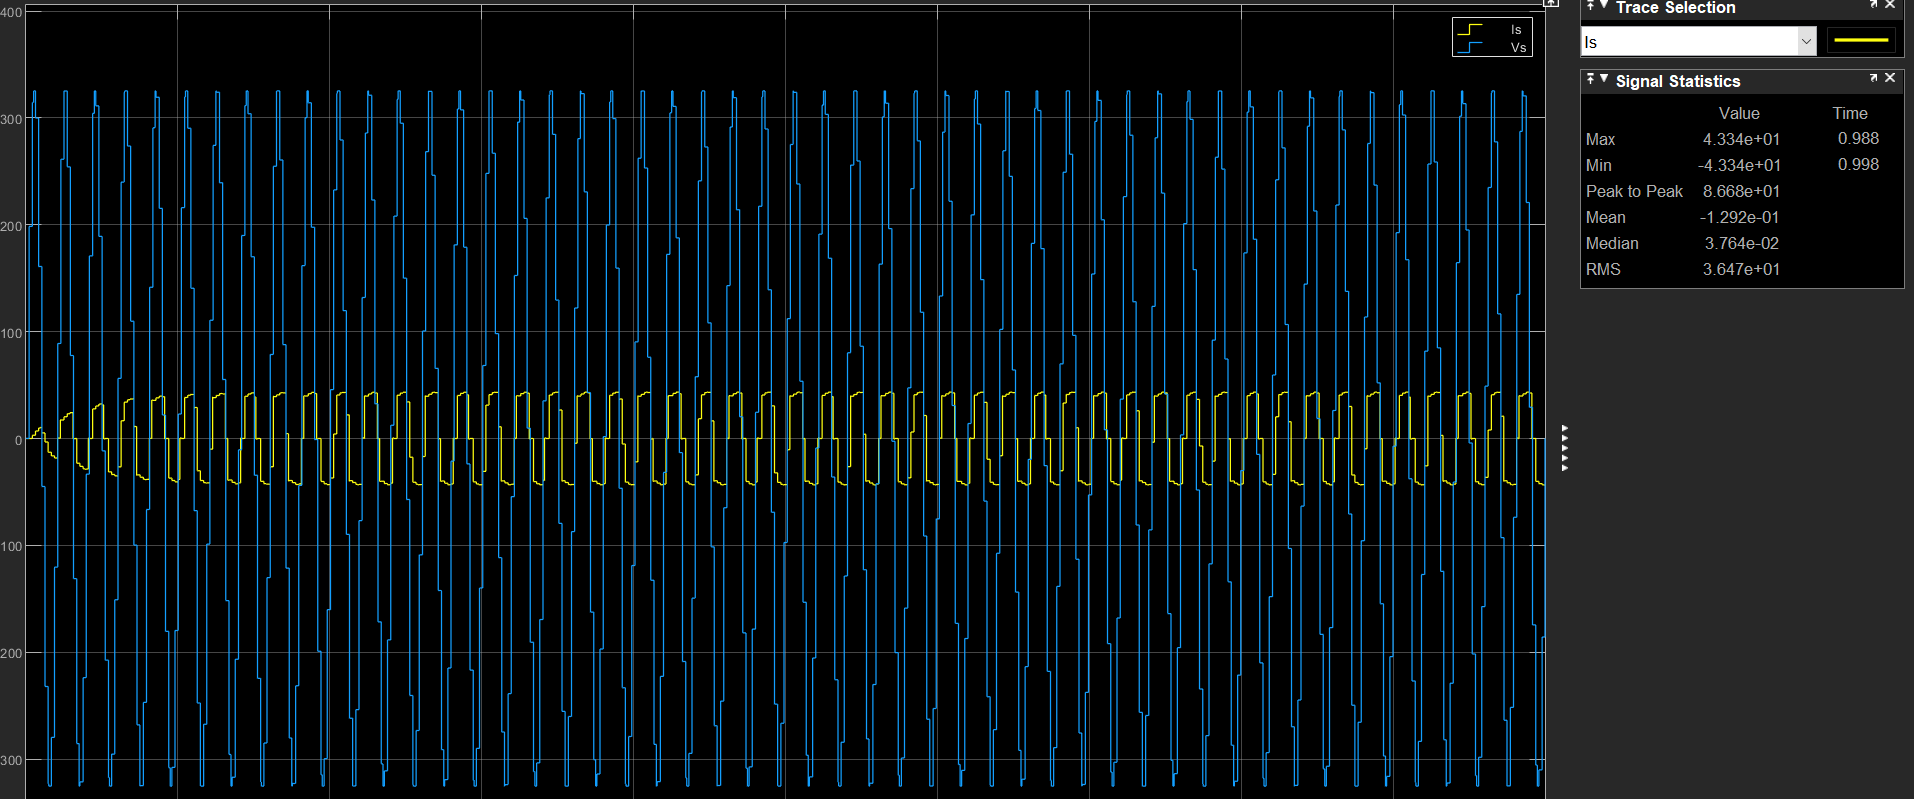 400
300
200
100
0
100
200
300
Is
Vs
Trace Selection
Is
Signal Statistics
Value Time
Max 4.334e+01 0.988
Min -4.334e+01 0.998
Peak to Peak 8.668e+01
Mean -1.292e-01
Median 3.764e-02
RMS 3.647e+01